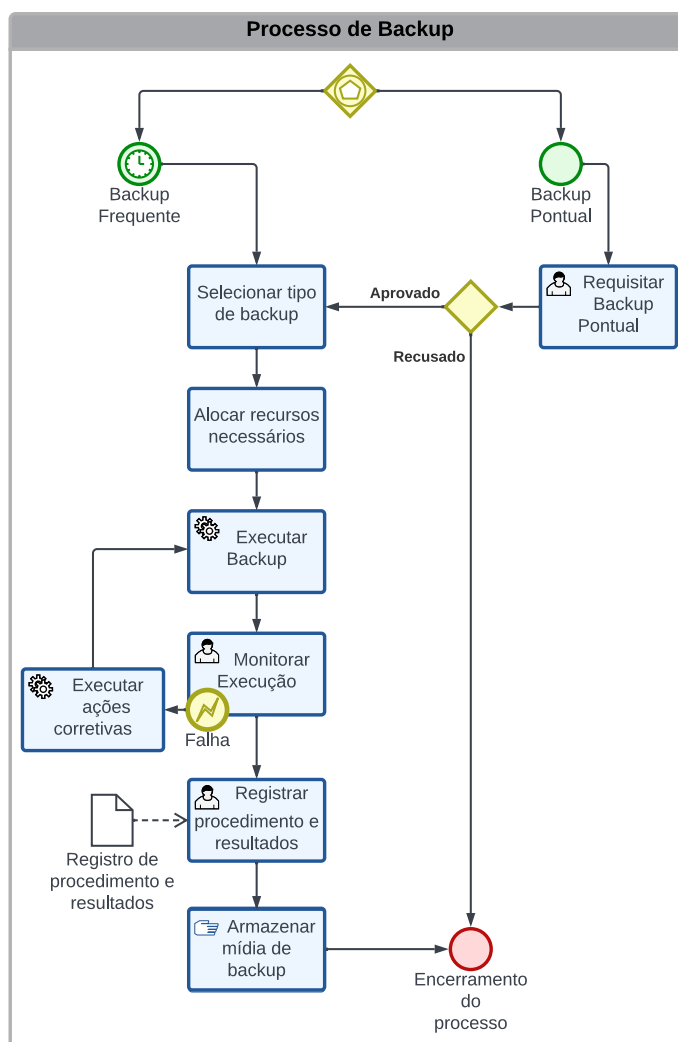 Processo de Backup
Backup
Frequente
Backup
Pontual
Selecionar tipo
de backup
Aprovado
Requisitar
Backup
Pontual
Recusado
Alocar recursos
necessários
Executar
Backup
Monitorar
Execução
Executar
ações
corretivas
Falha
Registrar
procedimento e
resultados
Registro de
procedimento e
resultados
Armazenar
mídia de
backup
Encerramento
do
processo